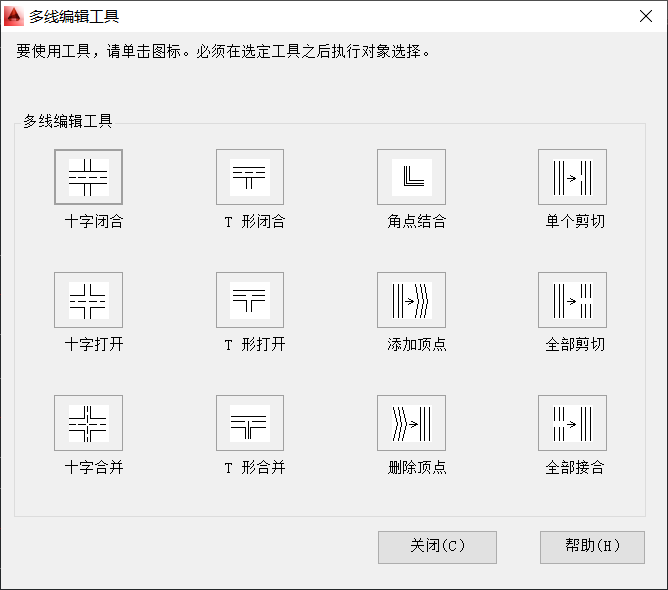 多线编辑工具
要使用工具，请单击图标。必须在选定工具之后执行对象选择。
多线编辑工具
十字闭合 T 形闭合 角点结合 单个剪切
十字打开 T 形打开 添加顶点 全部剪切
十字合并 T 形合并 删除顶点 全部接合
关闭(C) 帮助(H)